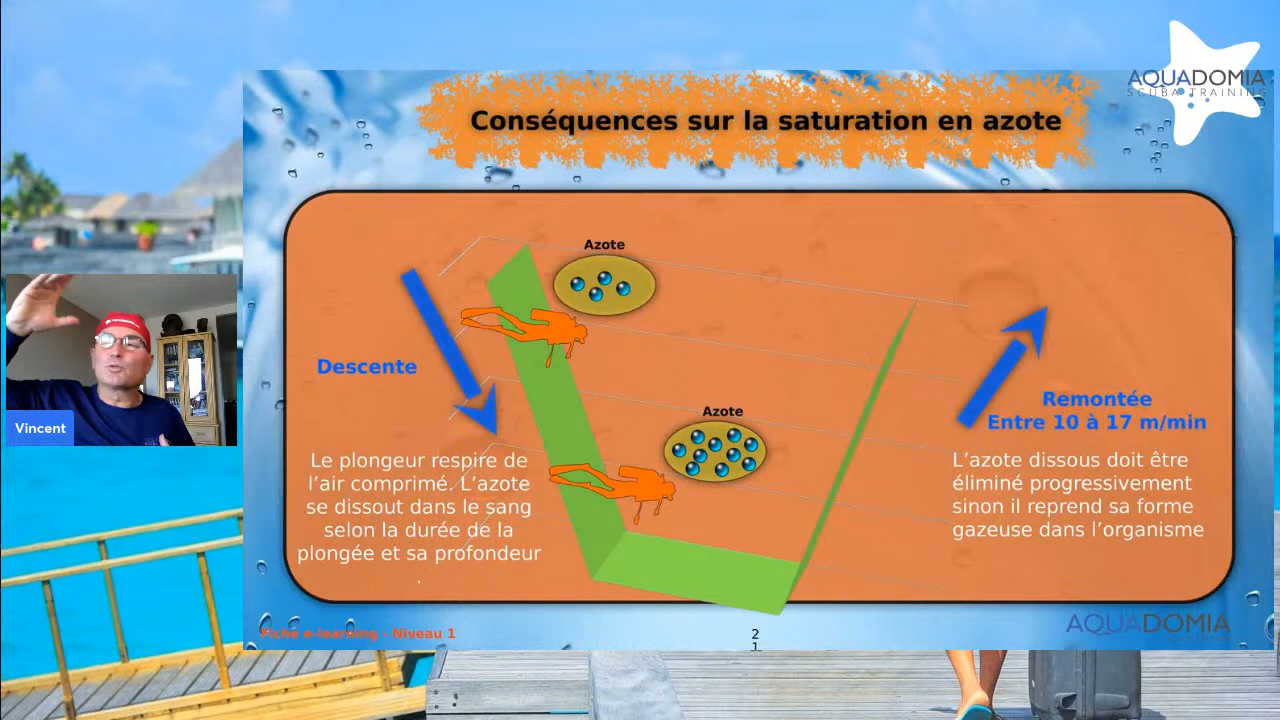 AQUADOMIA
SCUBA TRAINING
Conséquences sur la saturation en azote
Azote
Descente
Azote
Remontée
Entre 10 à 17 m/min
Le plongeur respire de
l’air comprimé. L’azote
se dissout dans le sang
selon la durée de la
plongée et sa profondeur
.
L’azote dissous doit être
éliminé progressivement
sinon il reprend sa forme
gazeuse dans l’organisme
Vincent
Fiche e-learning - Niveau 1
2
1
AQUADOMIA